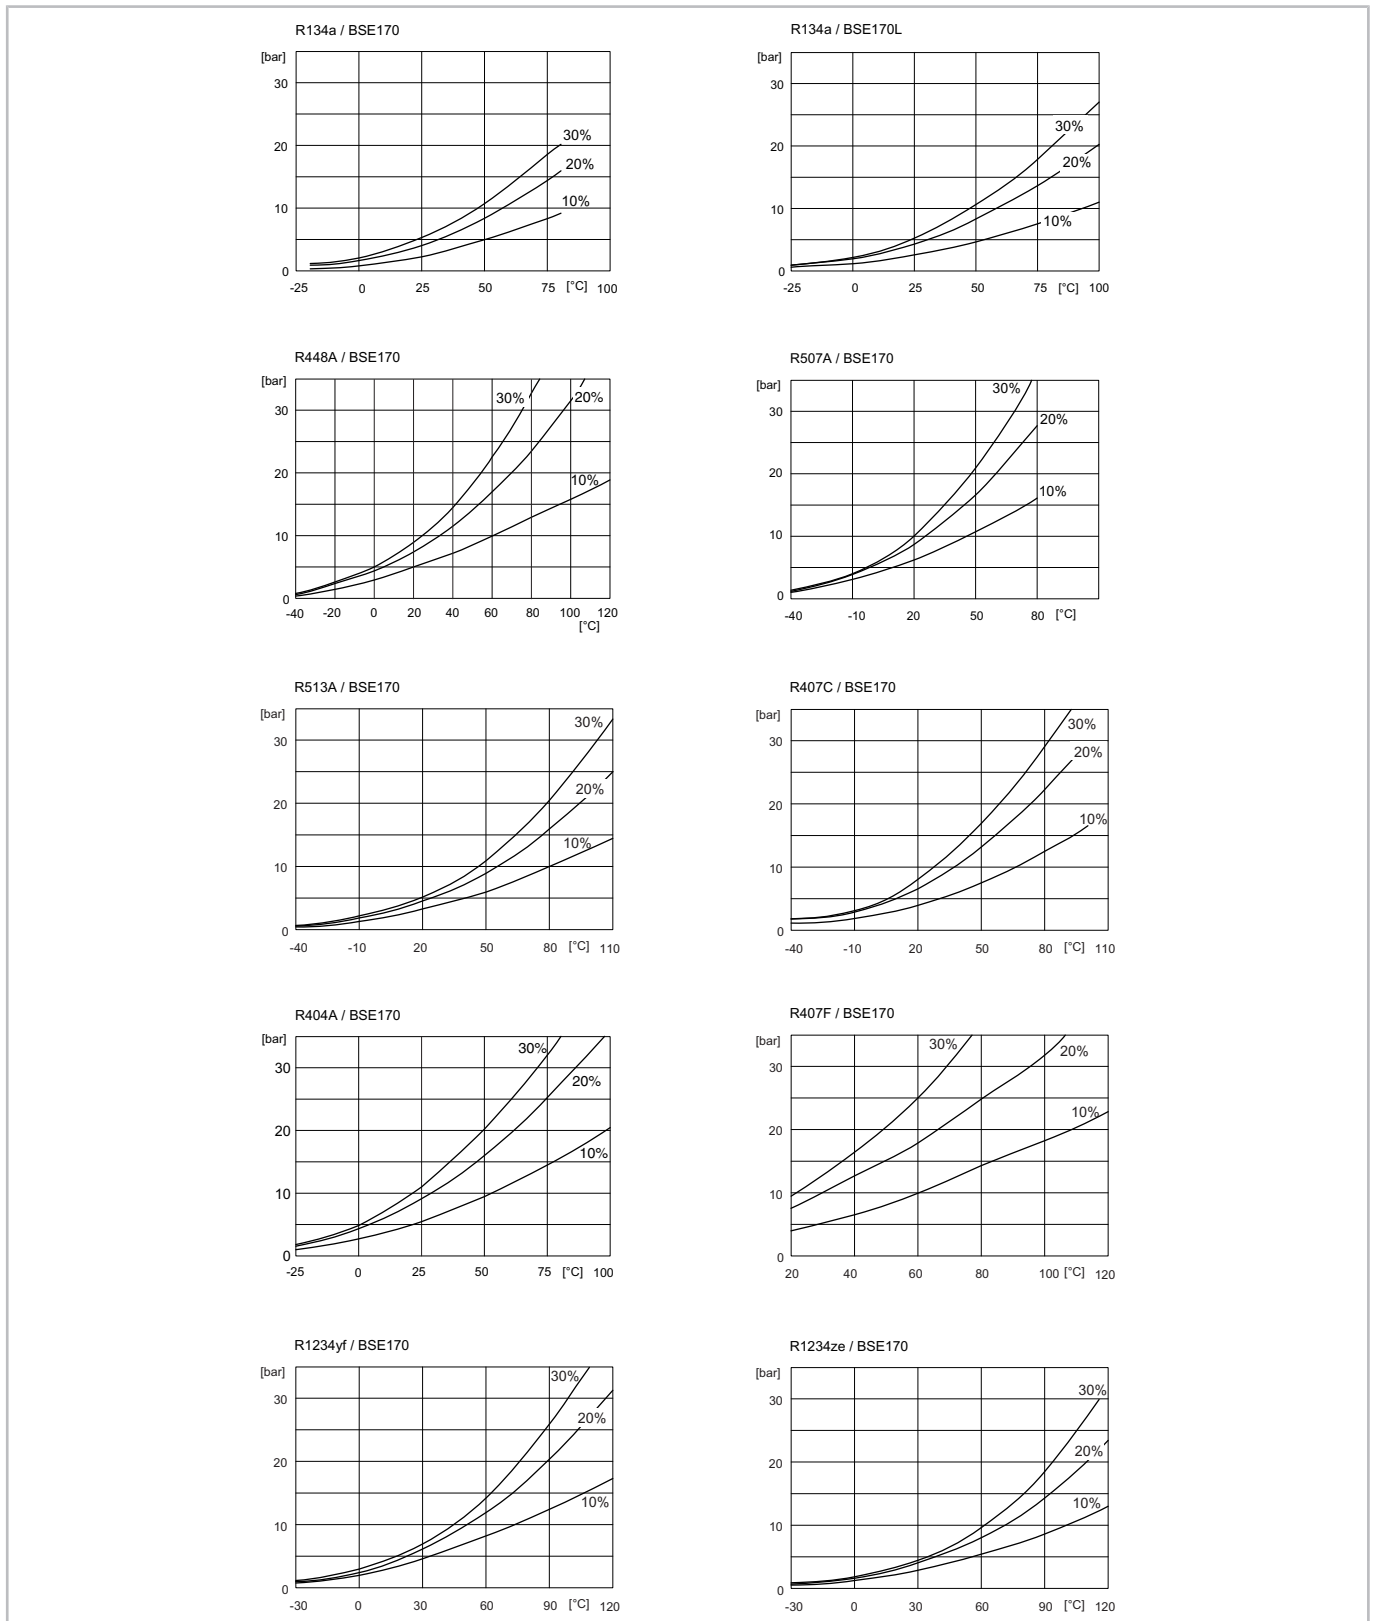 R134a / BSE170
[bar]
30
20
10
0
30%
20%
10%
-25 0 25 50 75 [°C] 100
R134a / BSE170L
[bar]
30
20
10
0
30%
20%
10%
-25 0 25 50 75 [°C] 100
R448A / BSE170
[bar]
30
20
10
0
30%
20%
10%
-40 -20 0 20 40 60 80 100 120
[°C]
R507A / BSE170
[bar]
30
20
10
0
30%
20%
10%
-40 -10 20 50 80 [°C]
R513A / BSE170
[bar]
30
20
10
0
30%
20%
10%
-40 -10 20 50 80 [°C] 110
R407C / BSE170
[bar]
30
20
10
0
30%
20%
10%
-40 -10 20 50 80 [°C] 110
R404A / BSE170
[bar]
30
20
10
0
30%
20%
10%
-25 0 25 50 75 [°C] 100
R407F / BSE170
[bar]
30
20
10
0
30%
20%
10%
20 40 60 80 100 [°C] 120
R1234yf / BSE170
[bar]
30
20
10
0
30%
20%
10%
-30 0 30 60 90 [°C] 120
R1234ze / BSE170
[bar]
30
20
10
0
30%
20%
10%
-30 0 30 60 90 [°C] 120